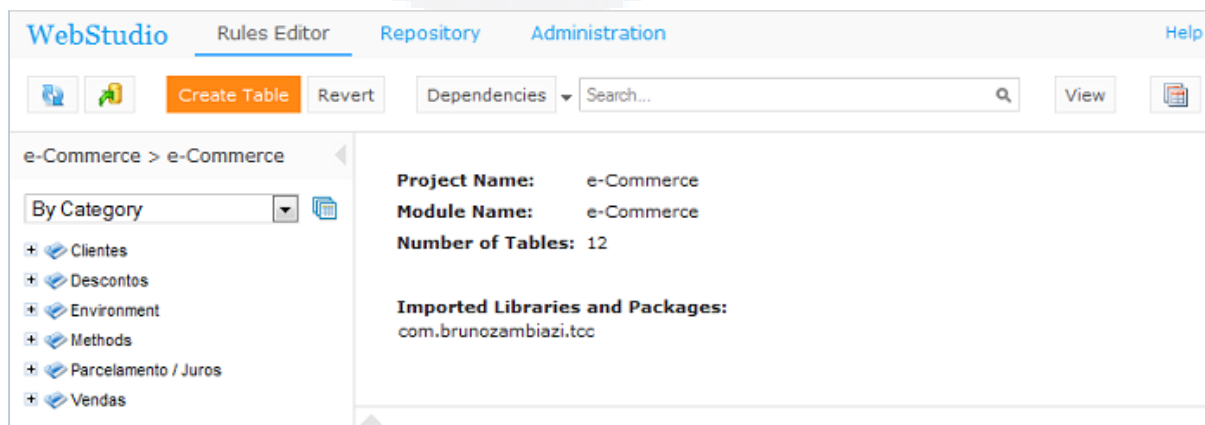 WebStudio Rules Editor Repository Administration Help
Create Table Revert Dependencies Search... View
e-Commerce > e-Commerce
By Category
Clientes
Descontos
Environment
Methods
Parcelamento / Juros
Vendas
Project Name: e-Commerce
Module Name: e-Commerce
Number of Tables: 12
Imported Libraries and Packages:
com.brunozambiazi.tcc